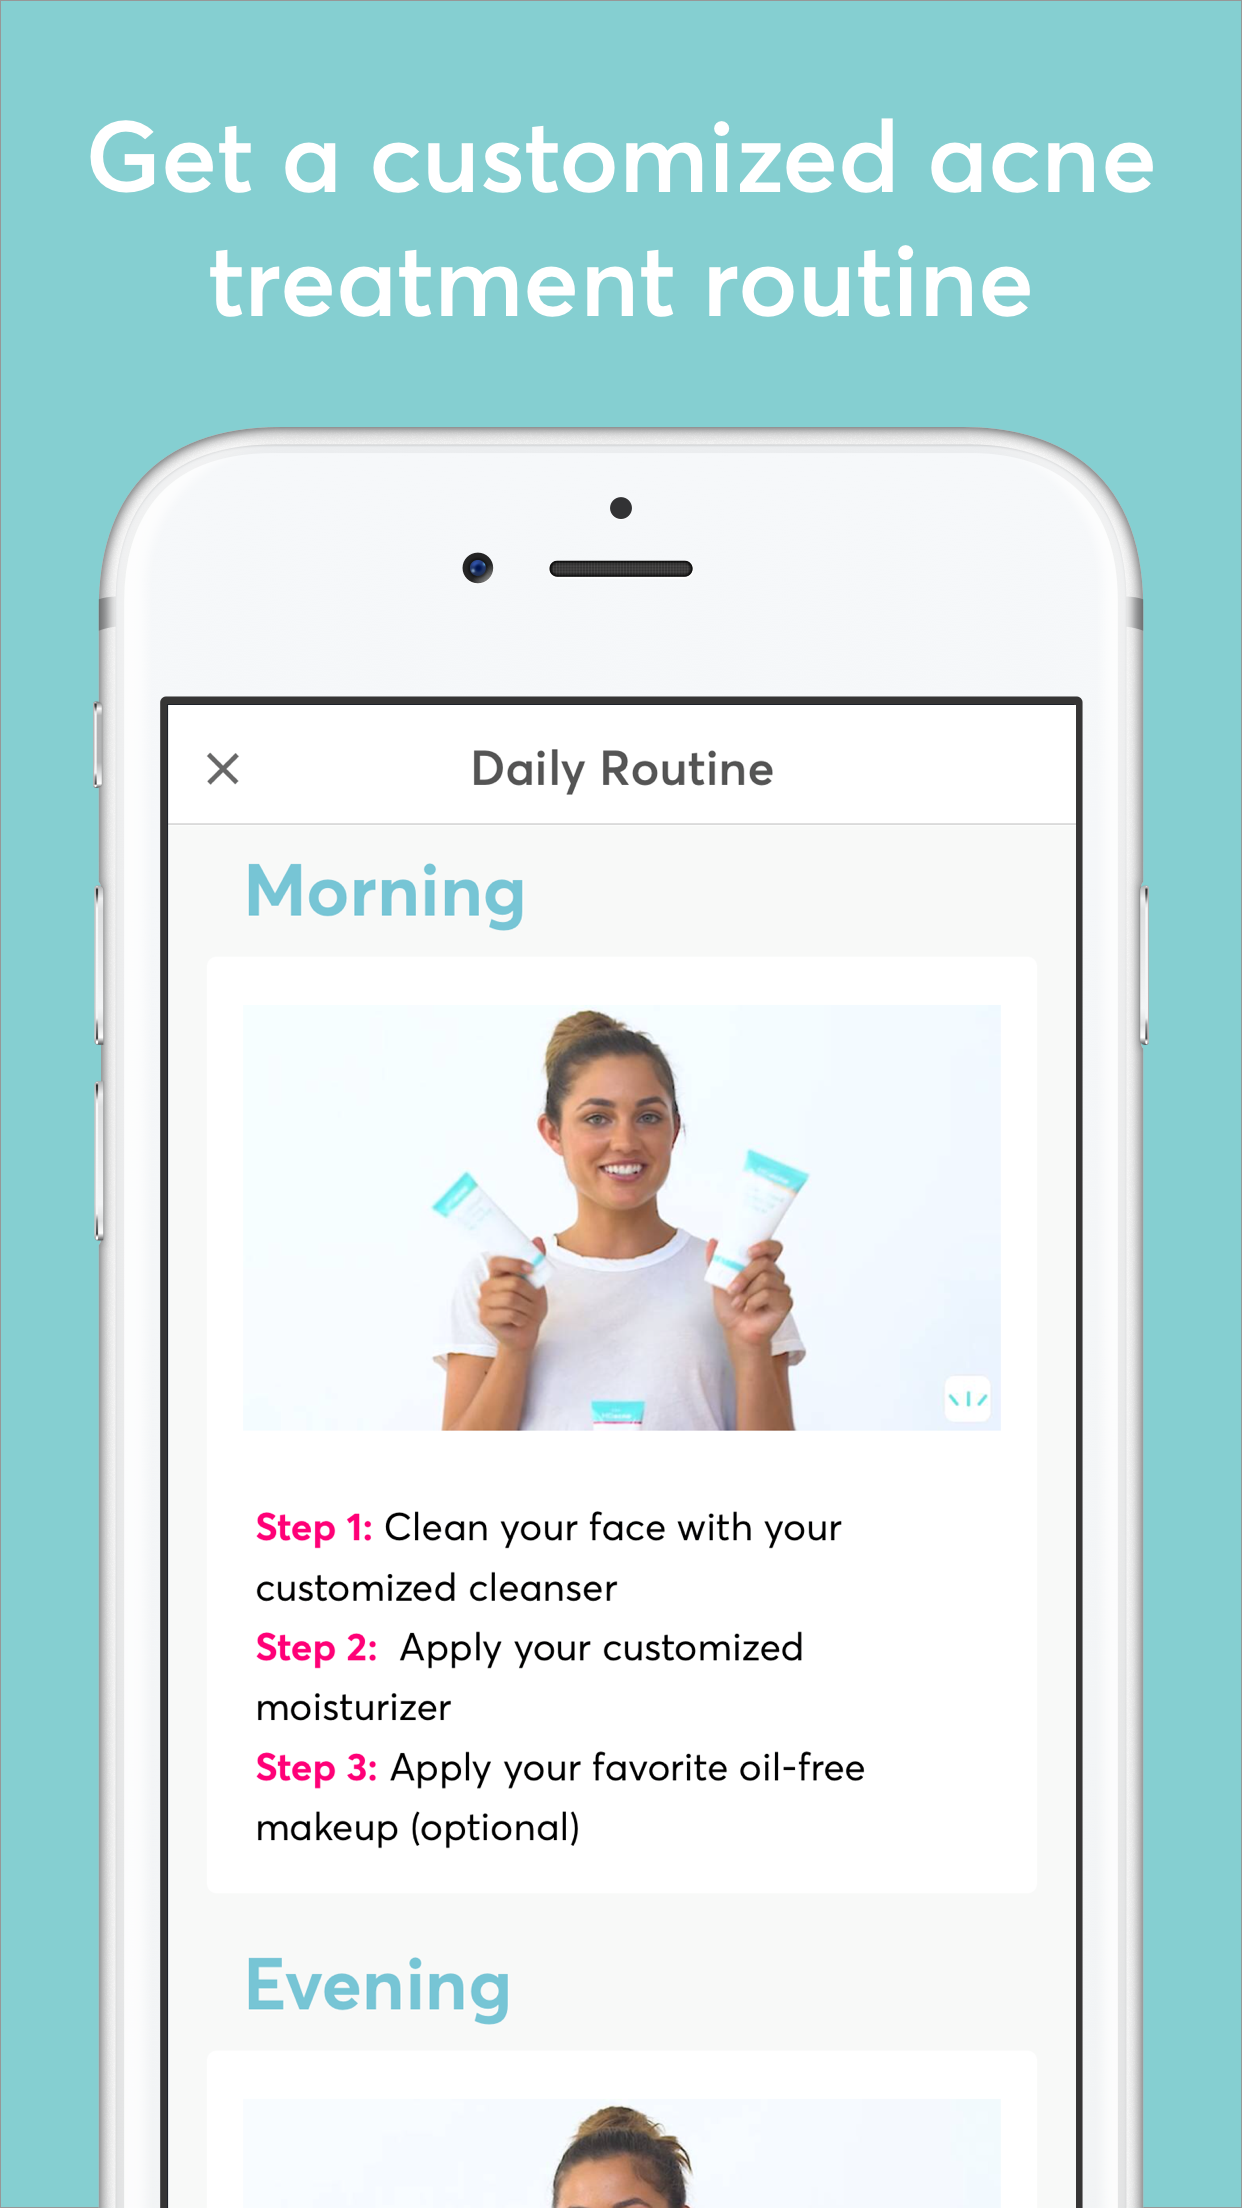 Get a customized acne
treatment routine
Daily Routine
Morning
Step 1: Clean your face with your
customized cleanser
Step 2: Apply your customized
moisturizer
Step 3: Apply your favorite oil-free
makeup (optional)
Evening